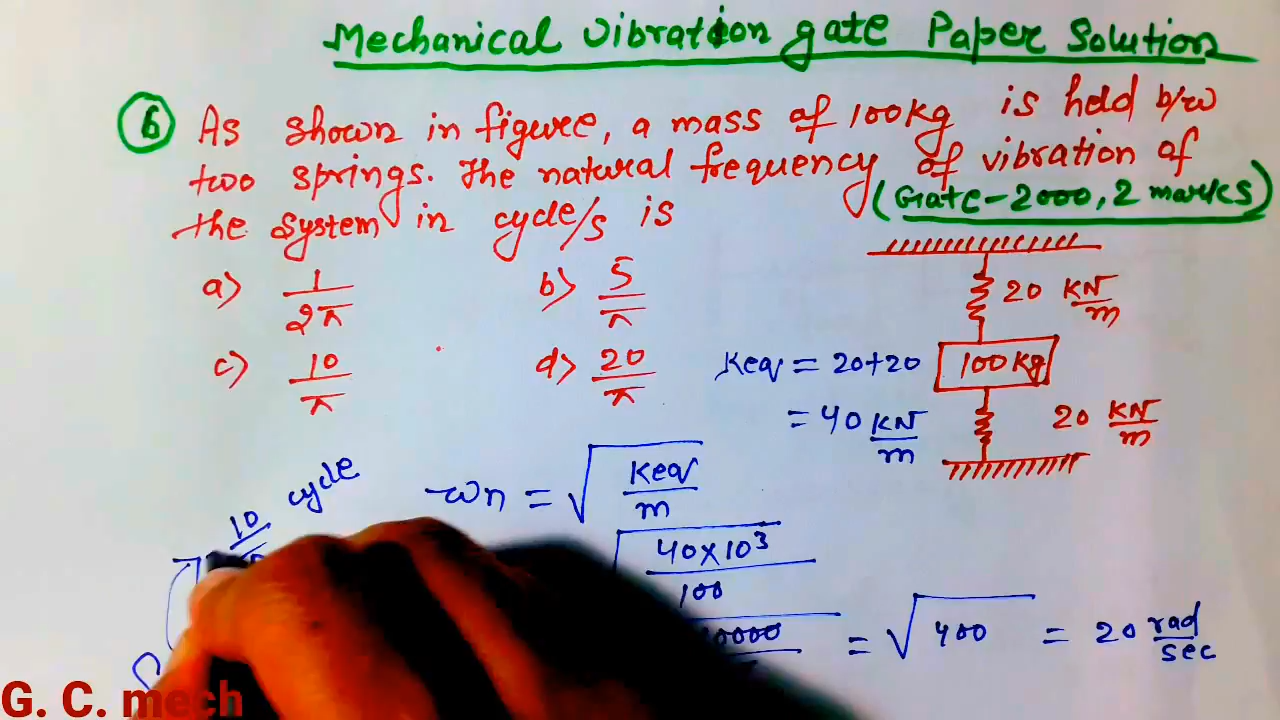 Mechanical Vibration gate Paper Solution
6 As shown in figure, a mass of 100kg is held b/w
two springs. The natural frequency of vibration of
(Gate-2000, 2 marks)
the system in cycle/s is
a) 1/2π b) 5/π
c) 10/π d) 20/π
20 KN/m
100kg
20 KN/m
Keq = 20+20
= 40 KN/m
ωn = √Keq/m
40×10³/100
0000
= √400 = 20 rad/sec
10 cycle
G. C. mech